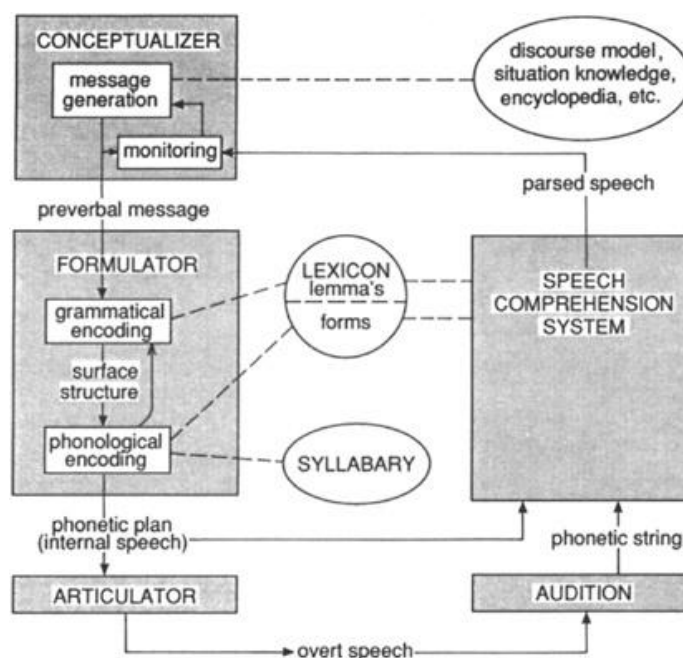 CONCEPTUALIZER
message
generation
monitoring
discourse model,
situation knowledge,
encyclopedia, etc.
parsed speech
preverbal message
FORMULATOR
grammatical
encoding
surface
structure
phonological
encoding
LEXICON
lemma's
forms
SYLLABARY
SPEECH
COMPREHENSION
SYSTEM
phonetic plan
(internal speech)
phonetic string
ARTICULATOR
AUDITION
overt speech